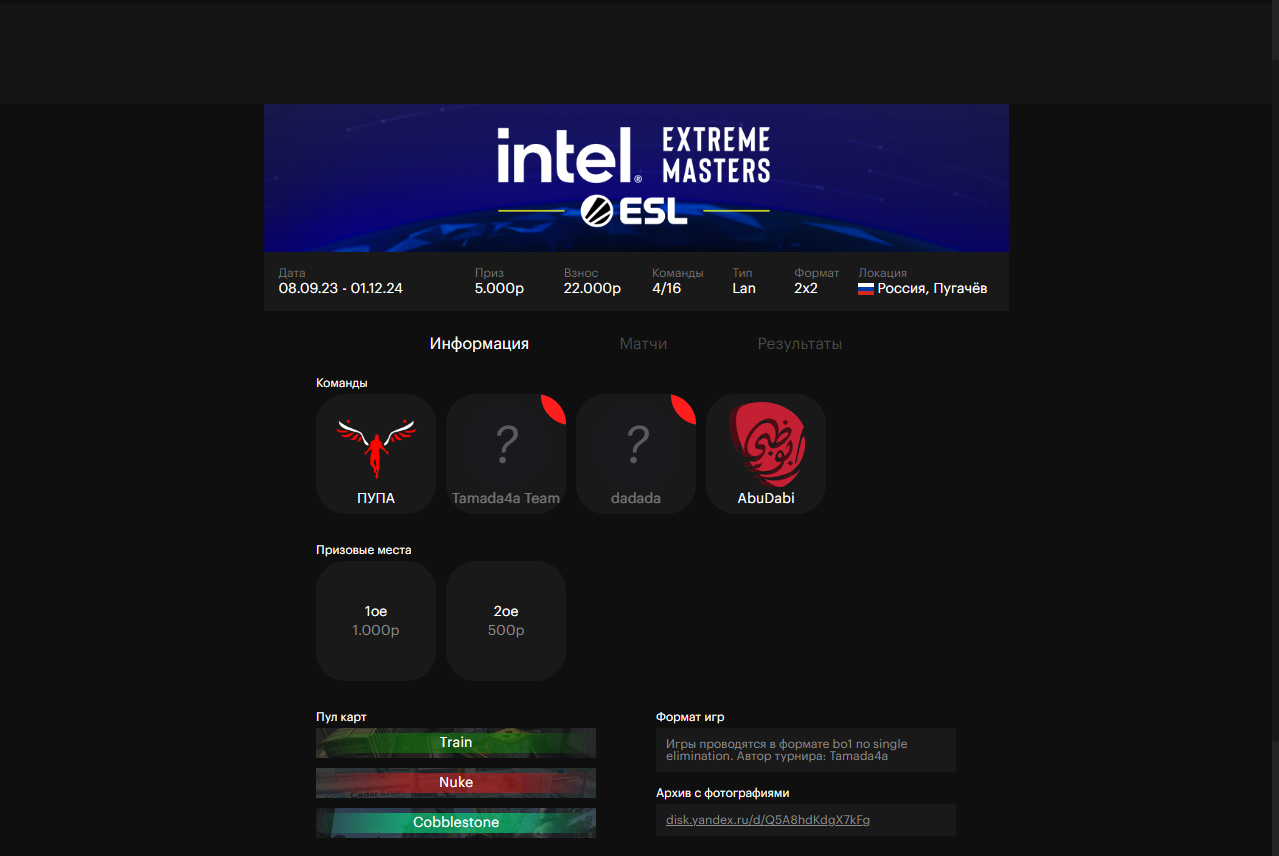 intel® EXTREME MASTERS
ESL
Дата Приз Взнос Команды Тип Формат Локация
08.09.23 - 01.12.24 5.000р 22.000р 4/16 Lan 2x2 Россия, Пугачёв
Информация Матчи Результаты
Команды
? ?
ПУПА Tamada4a Team dadada AbuDabi
Призовые места
1ое 2ое
1.000р 500р
Пул карт
Train
Nuke
Cobblestone
Формат игр
Игры проводятся в формате bo1 по single
elimination. Автор турнира: Tamada4a
Архив с фотографиями
disk.yandex.ru/d/Q5A8hdKdgX7kFg